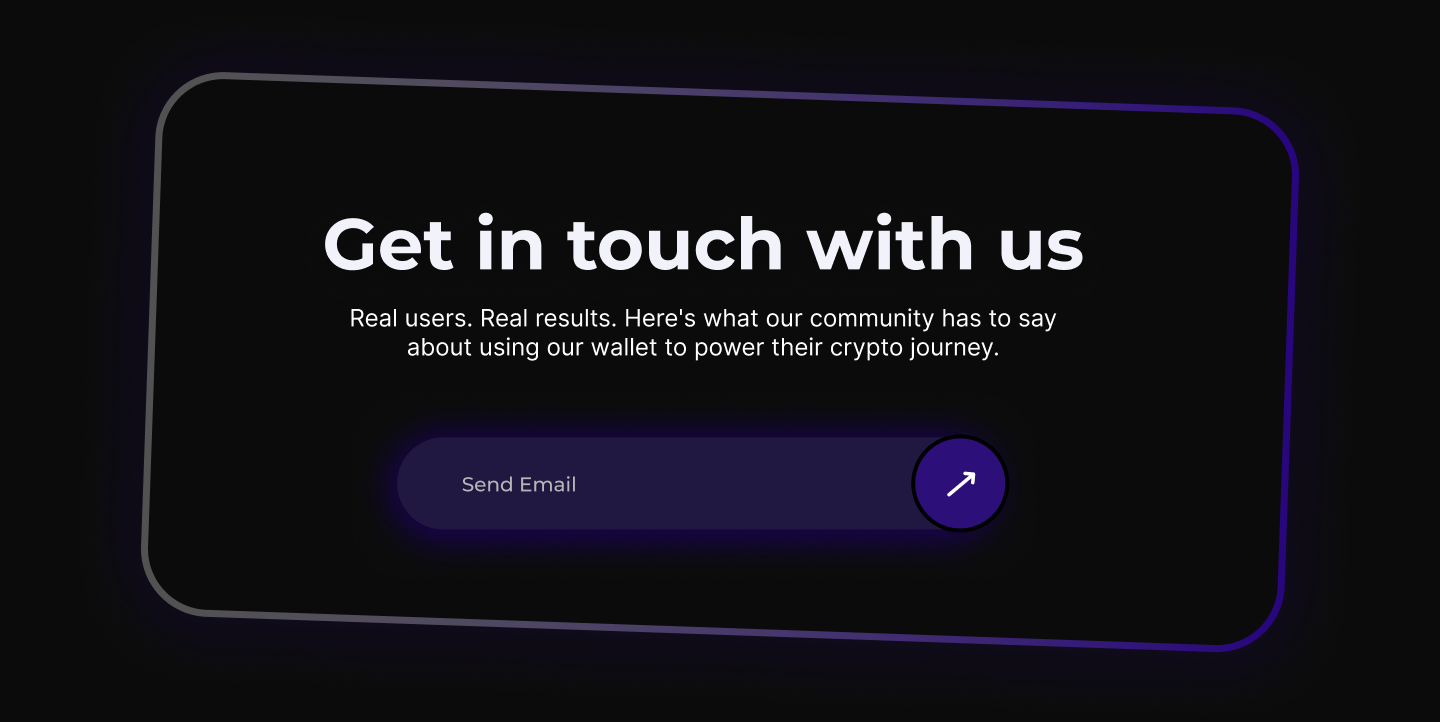 Get in touch with us
Real users. Real results. Here's what our community has to say
about using our wallet to power their crypto journey.
Send Email